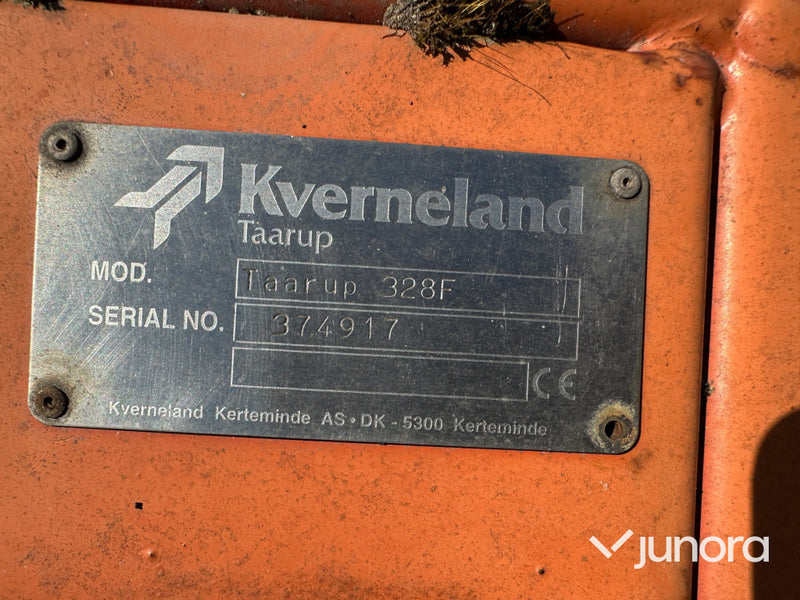 Kverneland
Taarup
MOD. Taarup 328F
SERIAL NO. 374917
CE
Kverneland Kerteminde AS • DK - 5300 Kerteminde
junora